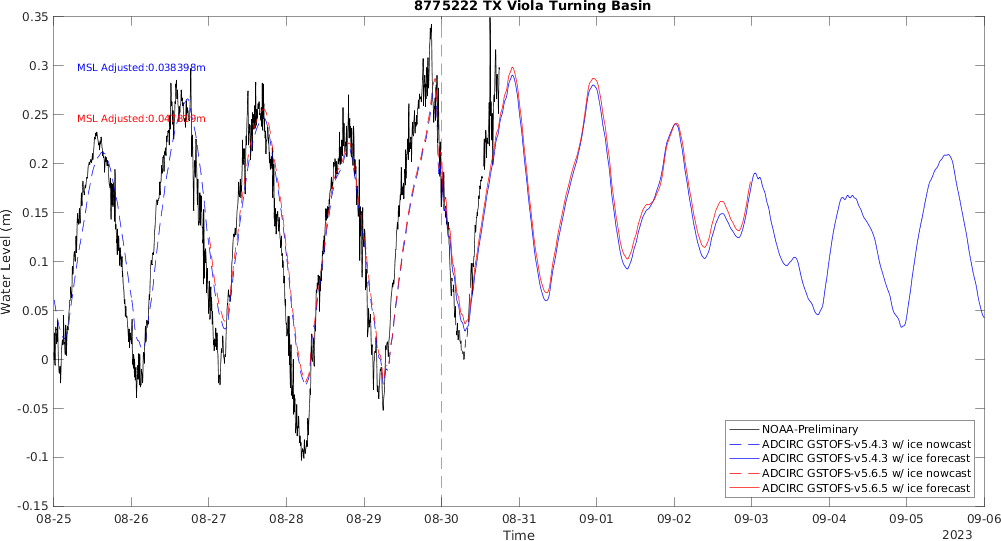 8775222 TX Viola Turning Basin
0.35
0.3
0.25
0.2
0.15
0.1
0.05
0
-0.05
-0.1
-0.15
Water Level (m)
MSL Adjusted:0.038398m
MSL Adjusted:
NOAA-Preliminary
ADCIRC GSTOFS-v5.4.3 w/ ice nowcast
ADCIRC GSTOFS-v5.4.3 w/ ice forecast
ADCIRC GSTOFS-v5.6.5 w/ ice nowcast
ADCIRC GSTOFS-v5.6.5 w/ ice forecast
08-25 08-26 08-27 08-28 08-29 08-30 08-31 09-01 09-02 09-03 09-04 09-05 09-06
Time
2023